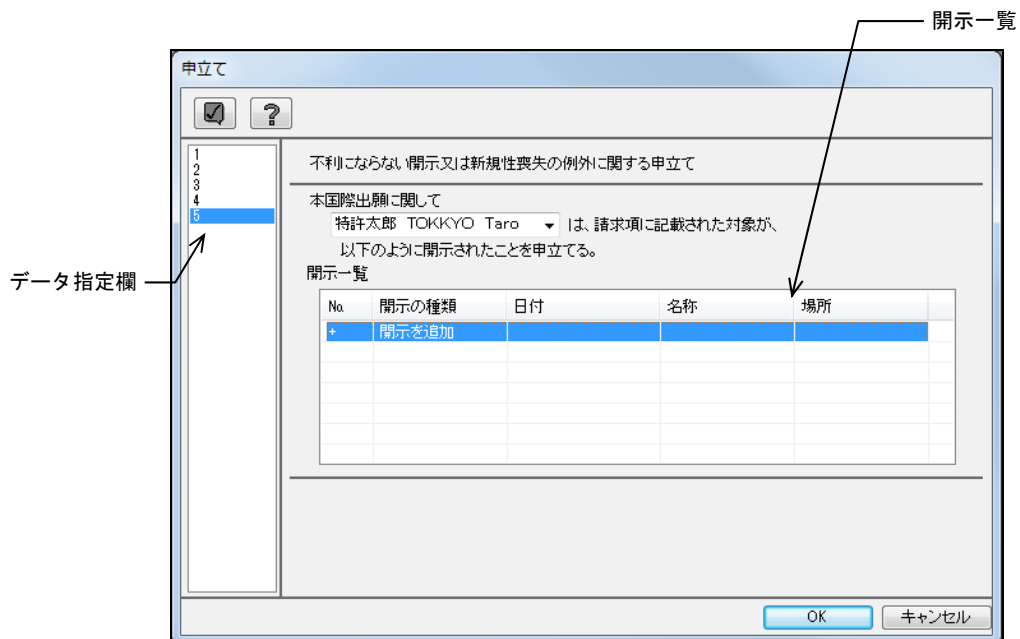 開示一覧
申立て
1
2
3
4
5
不利にならない開示又は新規性喪失の例外に関する申立て
本国際出願に関して
特許太郎 TOKKYO Taro は、請求項に記載された対象が、
以下のように開示されたことを申立てる。
開示一覧
No. 開示の種類 日付 名称 場所
+ 開示を追加
データ指定欄
OK キャンセル